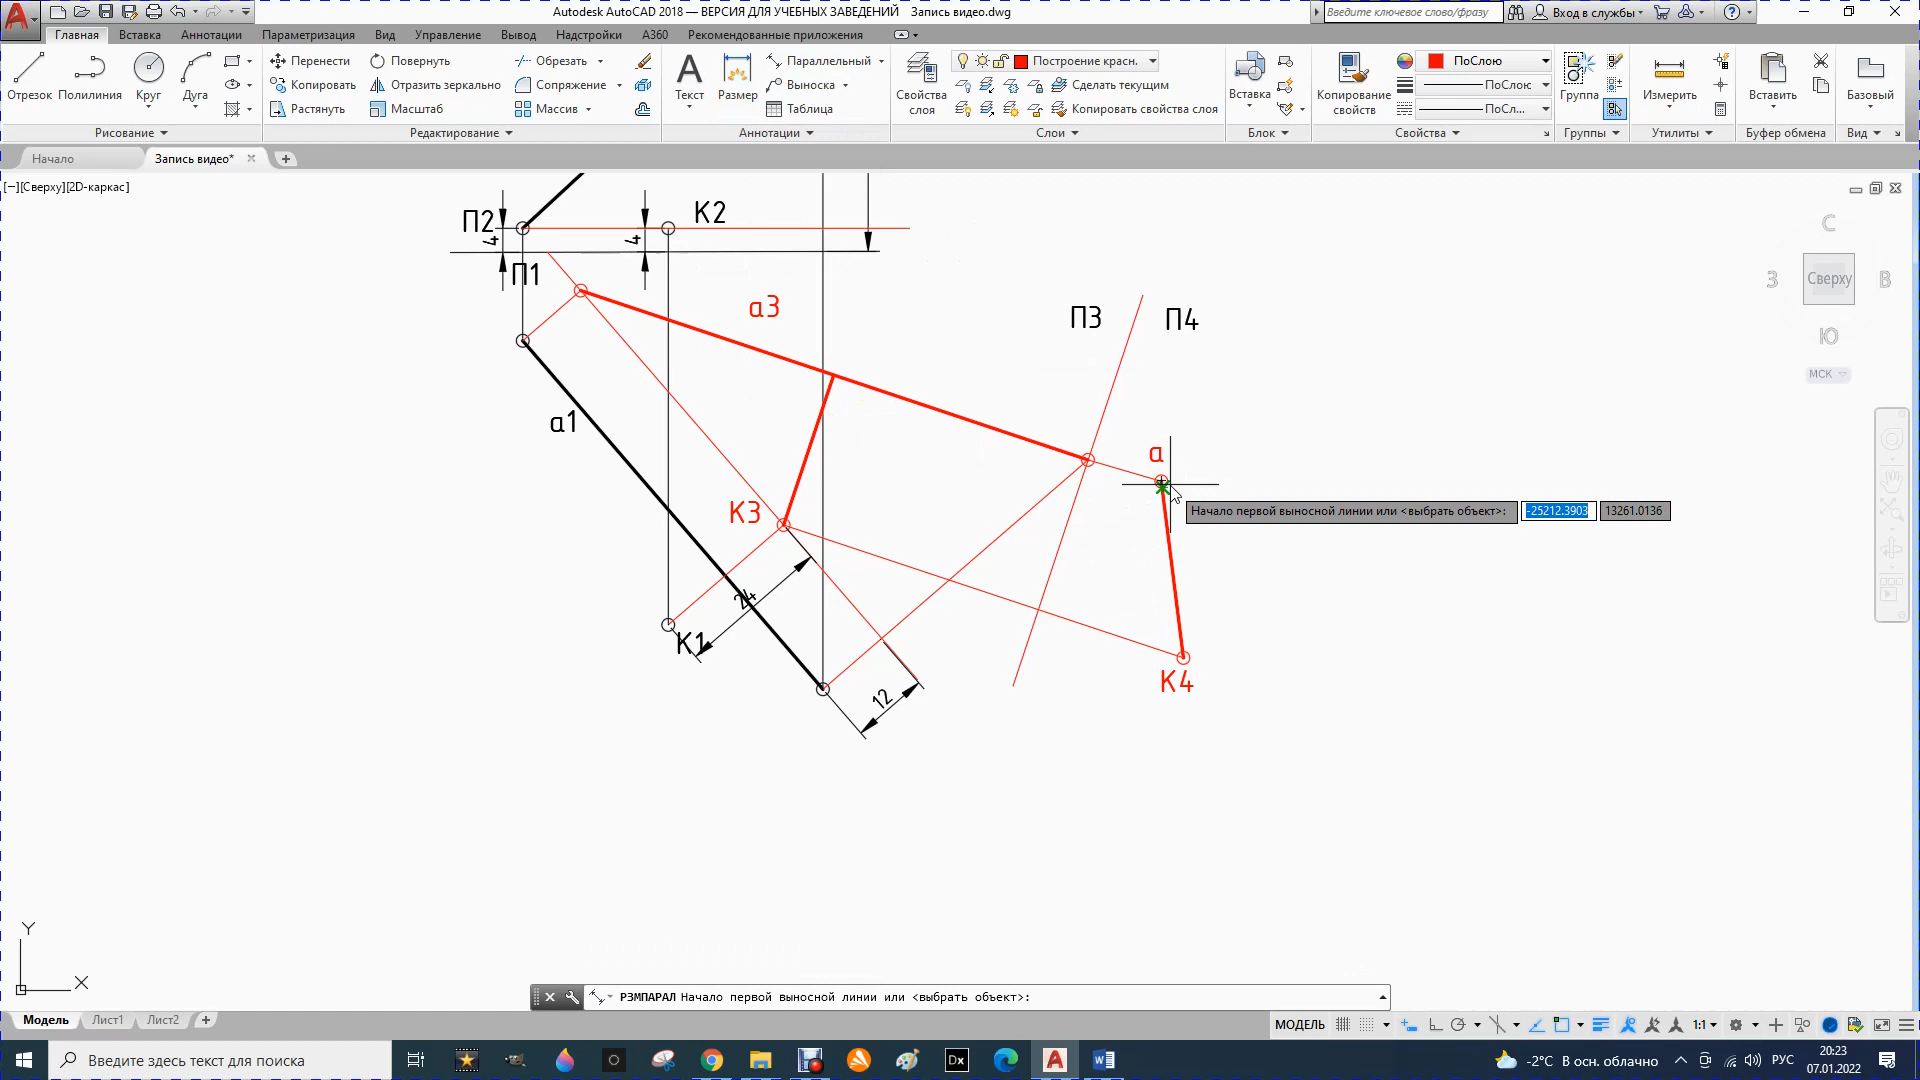 Autodesk AutoCAD 2018 — ВЕРСИЯ ДЛЯ УЧЕБНЫХ ЗАВЕДЕНИЙ Запись видео.dwg
Введите ключевое слово/фразу
Вход в службы
Главная Вставка Аннотации Параметризация Вид Управление Вывод Надстройки A360 Рекомендованные приложения
Отрезок Полилиния Круг Дуга
Рисование
Перенести Повернуть Обрезать
Копировать Отразить зеркально Сопряжение
Растянуть Масштаб Массив
Редактирование
Текст Размер
Параллельный
Выноска
Таблица
Аннотации
Свойства
слоя
Построение красн.
Сделать текущим
Копировать свойства слоя
Слои
Вставка
Блок
Копирование
свойств
ПоСлою
ПоСлою
ПоСл...
Свойства
Группа
Группы
Измерить
Утилиты
Вставить
Буфер обмена
Базовый
Вид
Начало Запись видео*
[−][Сверху][2D-каркас]
С
З Сверху В
Ю
МСК
П2 К2
4 4
П1
а3
П3 П4
а1
а
К3
Начало первой выносной линии или <выбрать объект>: -25212.3903 13261.0136
24
К1
К4
12
Y
X
РЗМПАРАЛ Начало первой выносной линии или <выбрать объект>:
Модель Лист1 Лист2
МОДЕЛЬ 1:1
Введите здесь текст для поиска
Dx
-2°C В осн. облачно
РУС
20:23
07.01.2022